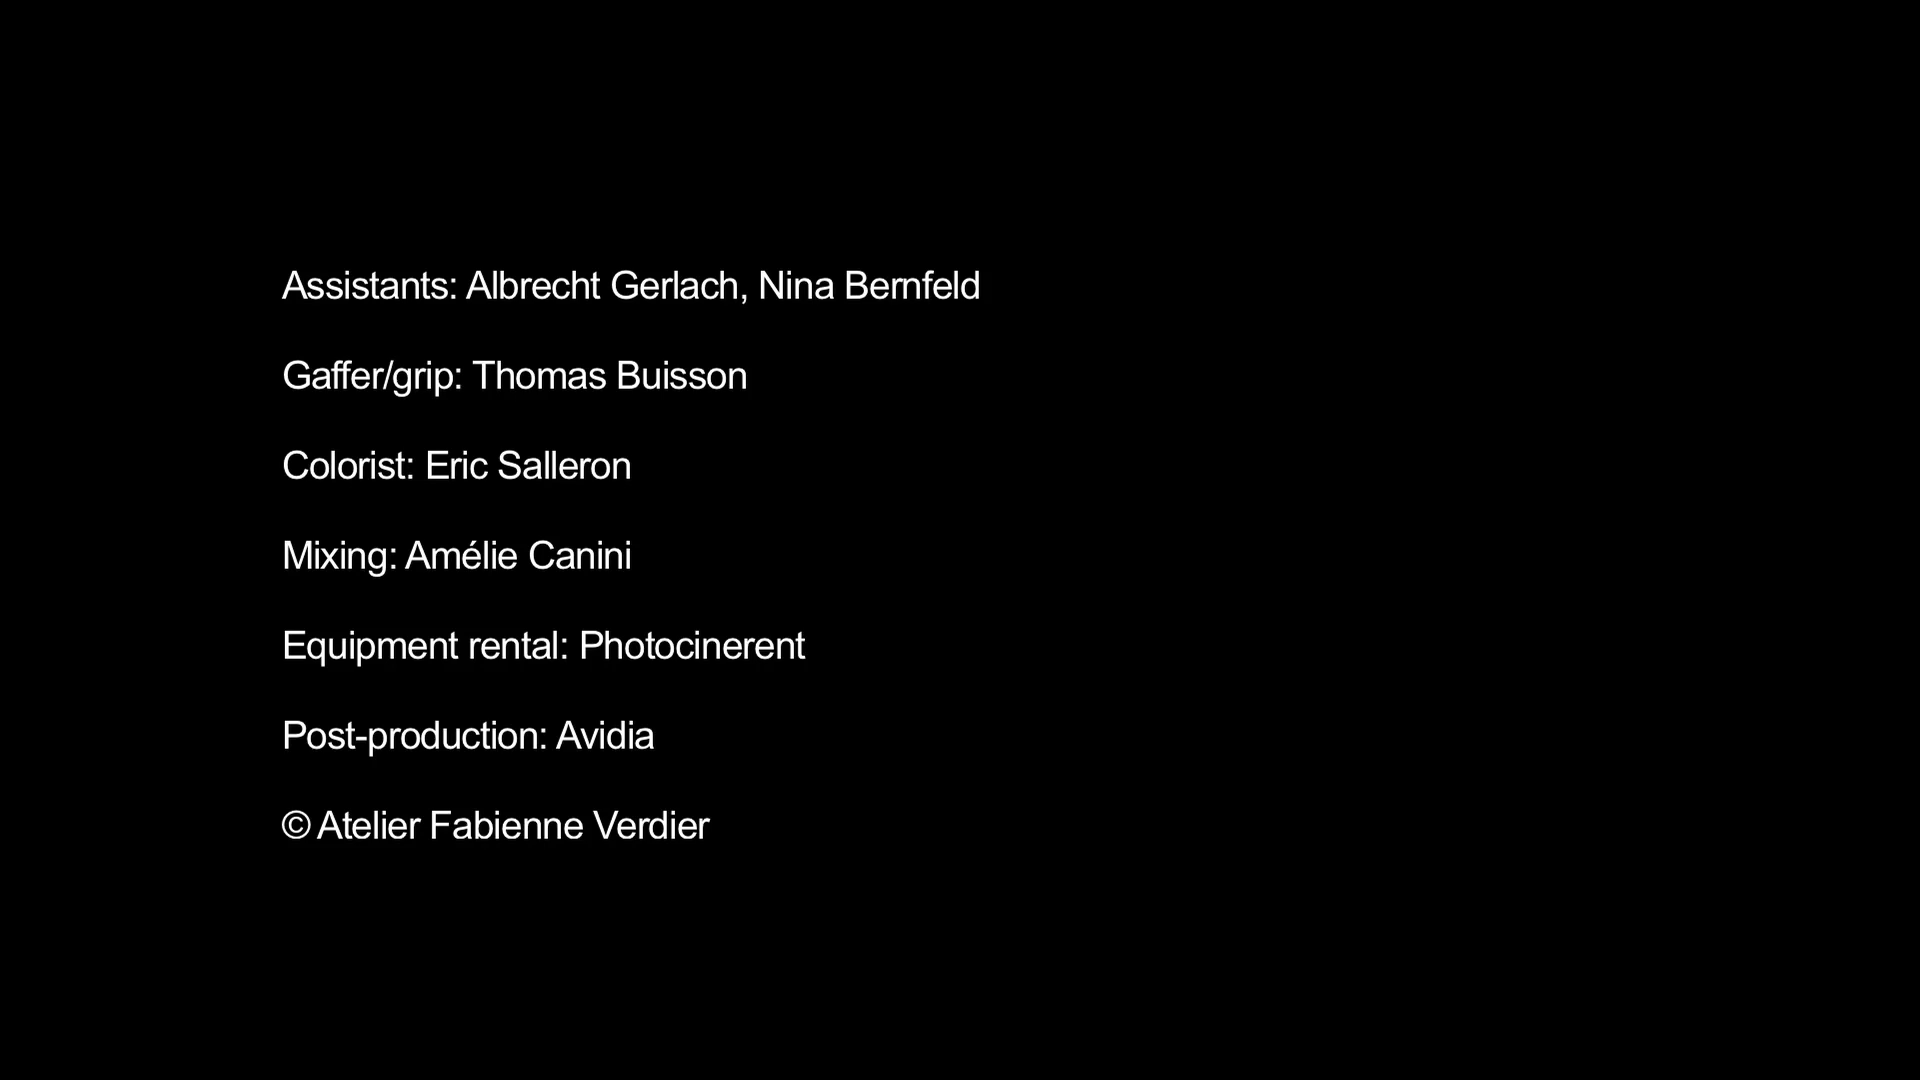 Assistants: Albrecht Gerlach, Nina Bernfeld
Gaffer/grip: Thomas Buisson
Colorist: Eric Salleron
Mixing: Amélie Canini
Equipment rental: Photocinerent
Post-production: Avidia
© Atelier Fabienne Verdier